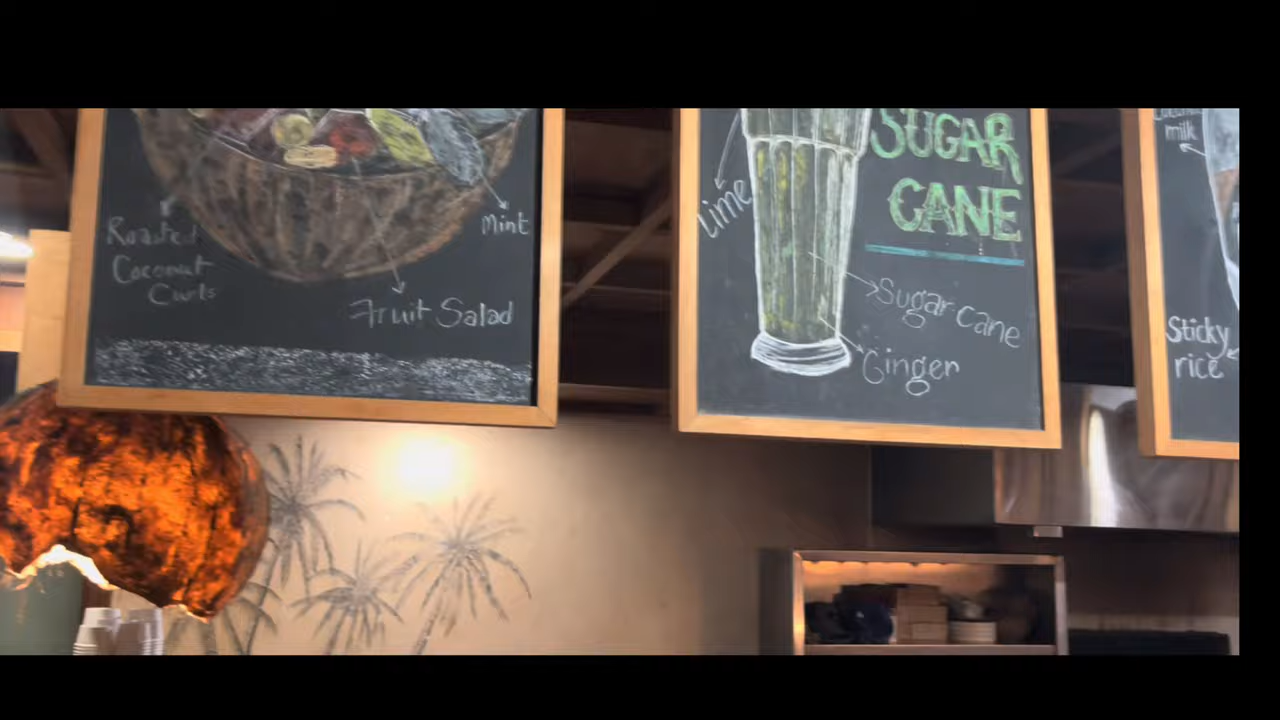 Roasted
Coconut
Curls
Mint
Fruit Salad
SUGAR
CANE
Lime
Sugar cane
Ginger
milk
Sticky
rice